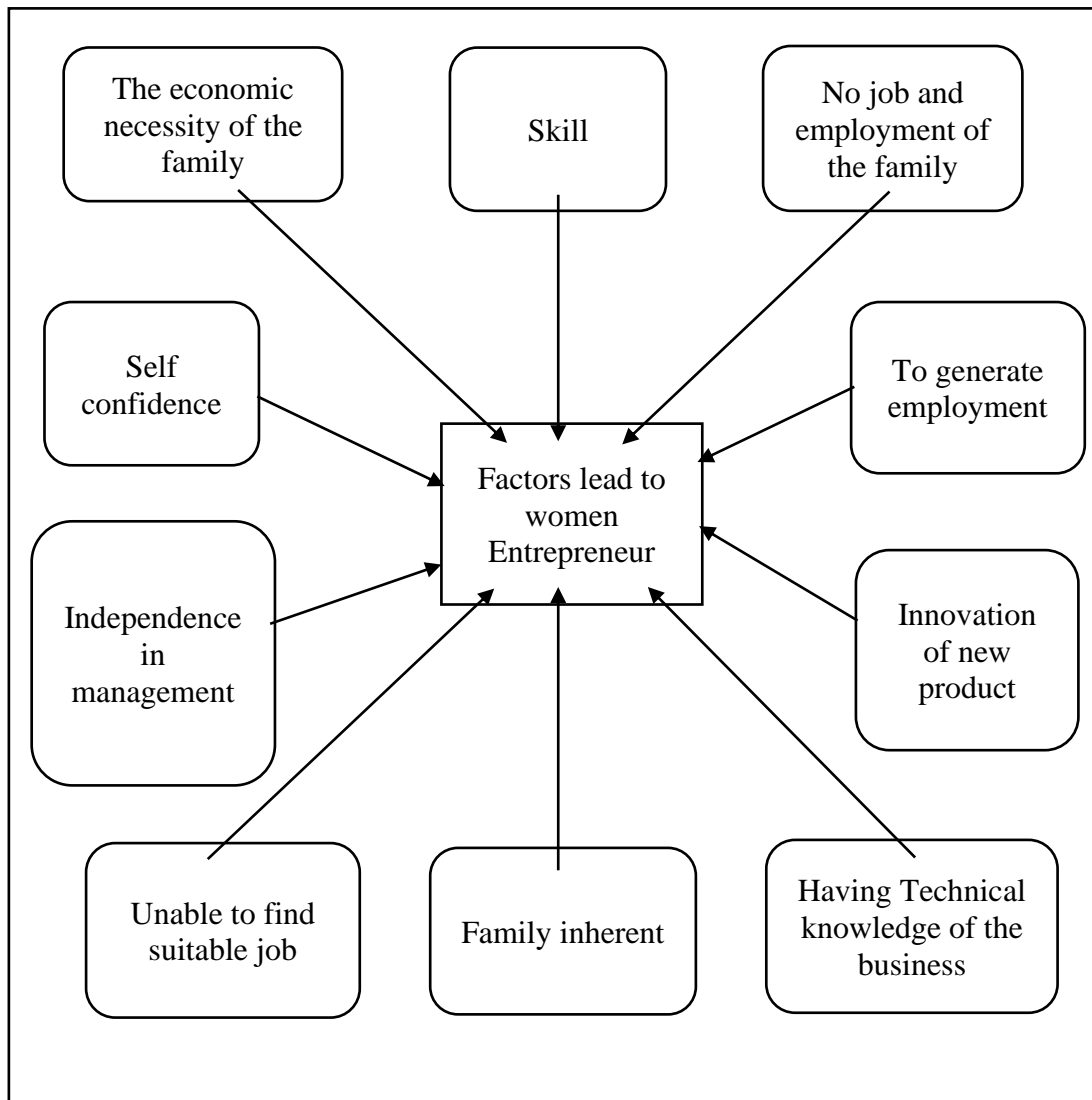 The economic
necessity of the
family
Skill
No job and
employment of
the family
Self
confidence
To generate
employment
Factors lead to
women
Entrepreneur
Independence
in
management
Innovation
of new
product
Unable to find
suitable job
Family inherent
Having Technical
knowledge of the
business